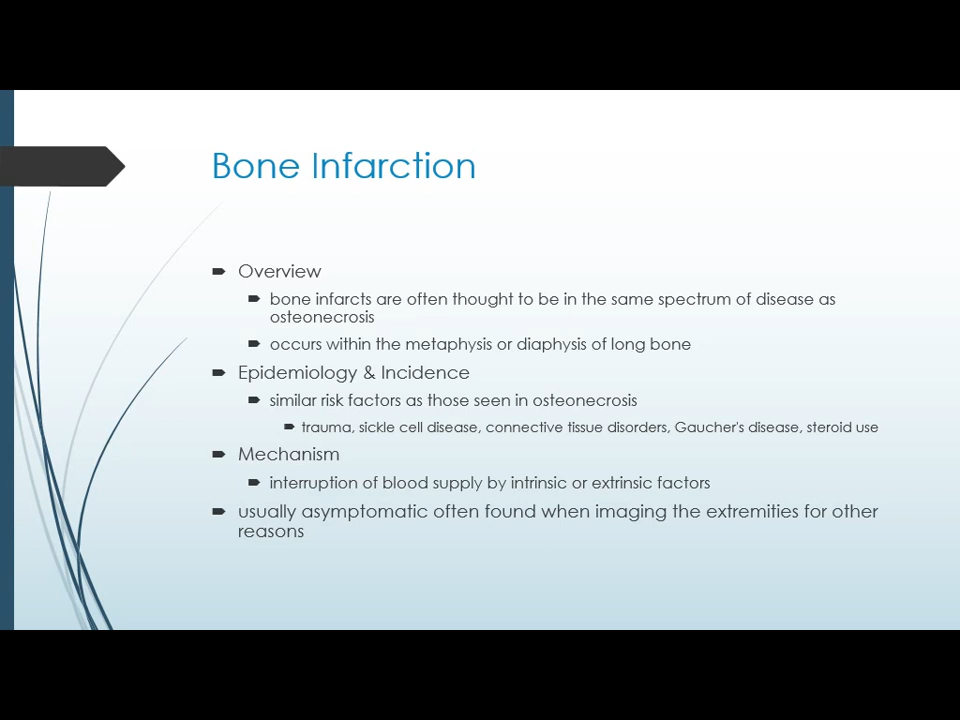 Bone Infarction
Overview
bone infarcts are often thought to be in the same spectrum of disease as
osteonecrosis
occurs within the metaphysis or diaphysis of long bone
Epidemiology & Incidence
similar risk factors as those seen in osteonecrosis
trauma, sickle cell disease, connective tissue disorders, Gaucher's disease, steroid use
Mechanism
interruption of blood supply by intrinsic or extrinsic factors
usually asymptomatic often found when imaging the extremities for other
reasons